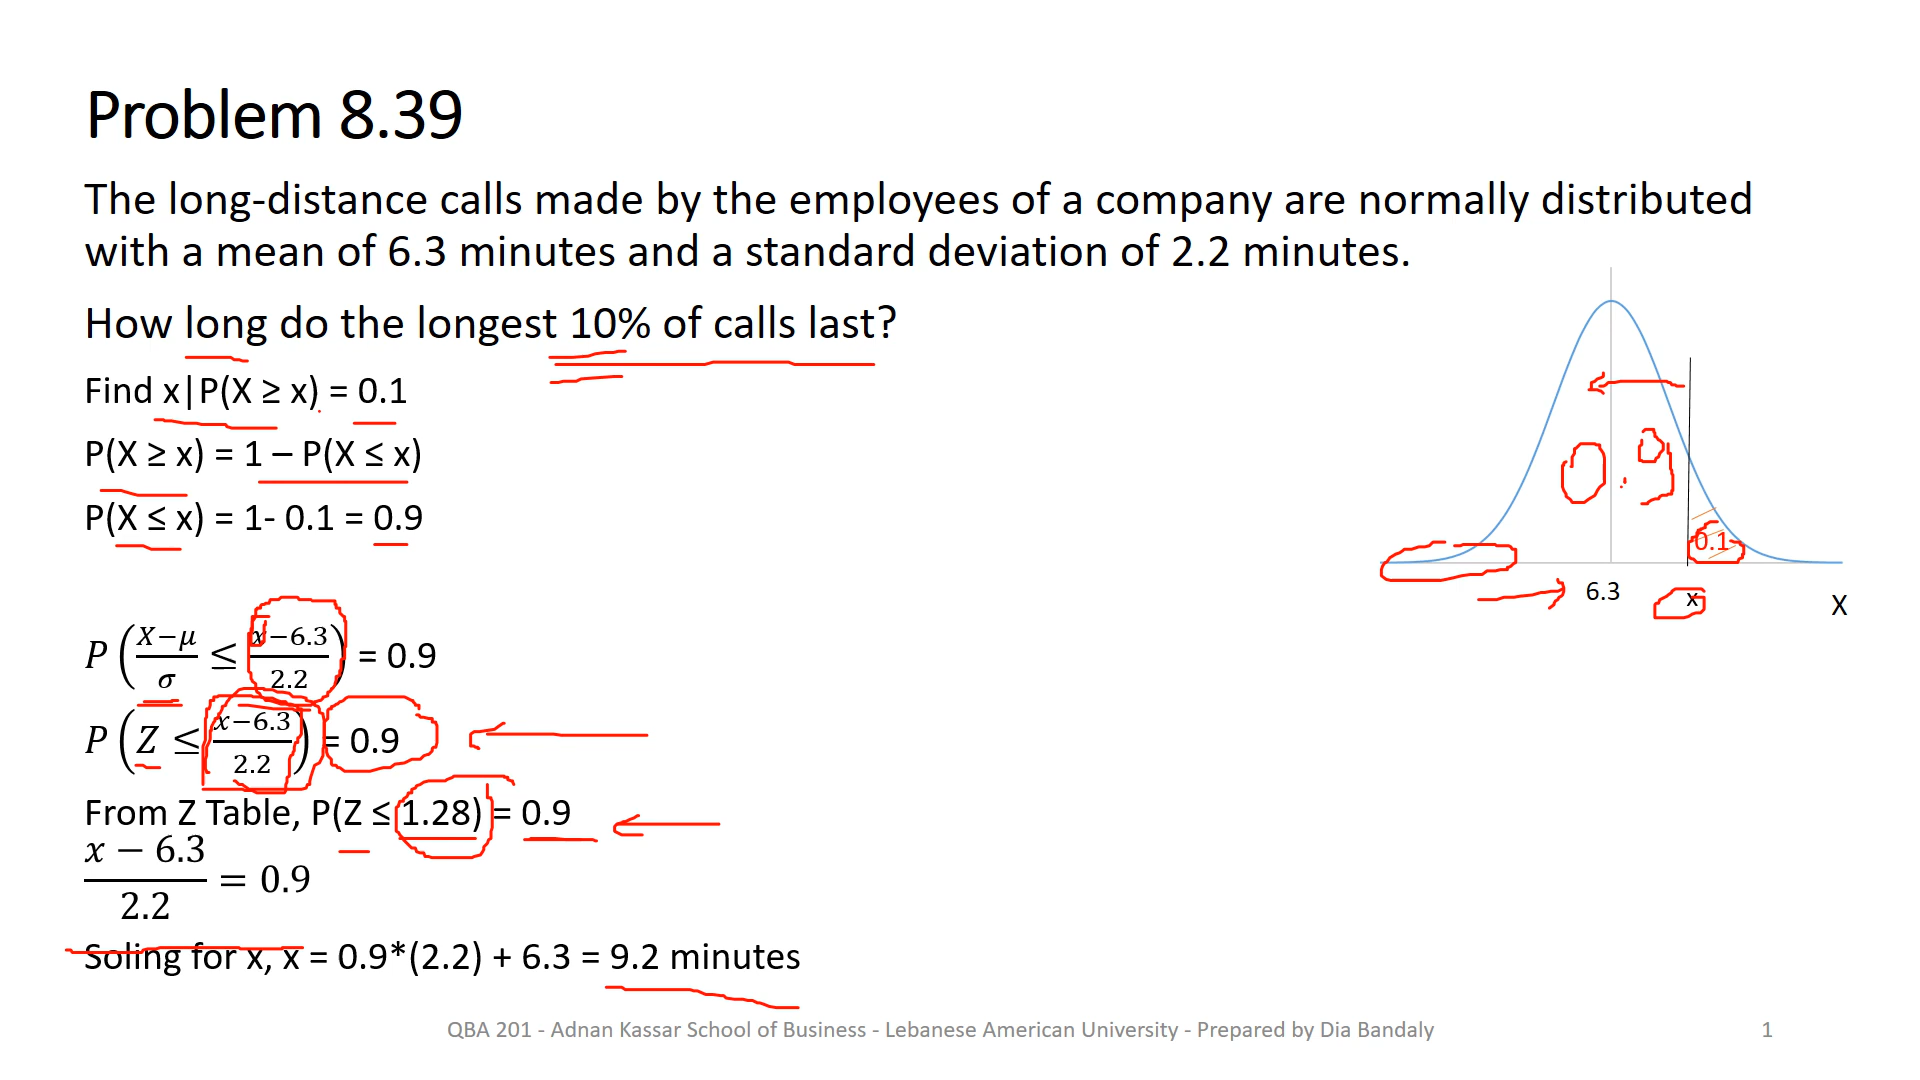 Problem 8.39
The long-distance calls made by the employees of a company are normally distributed
with a mean of 6.3 minutes and a standard deviation of 2.2 minutes.
How long do the longest 10% of calls last?
Find x|P(X ≥ x) = 0.1
P(X ≥ x) = 1 – P(X ≤ x)
P(X ≤ x) = 1- 0.1 = 0.9
P ((X−μ)/σ ≤ (x−6.3)/2.2) = 0.9
P (Z ≤ (x−6.3)/2.2) = 0.9
From Z Table, P(Z ≤ 1.28) = 0.9
(x − 6.3)/2.2 = 0.9
Soling for x, x = 0.9*(2.2) + 6.3 = 9.2 minutes
0.9
0.1
6.3
x
X
QBA 201 - Adnan Kassar School of Business - Lebanese American University - Prepared by Dia Bandaly
1